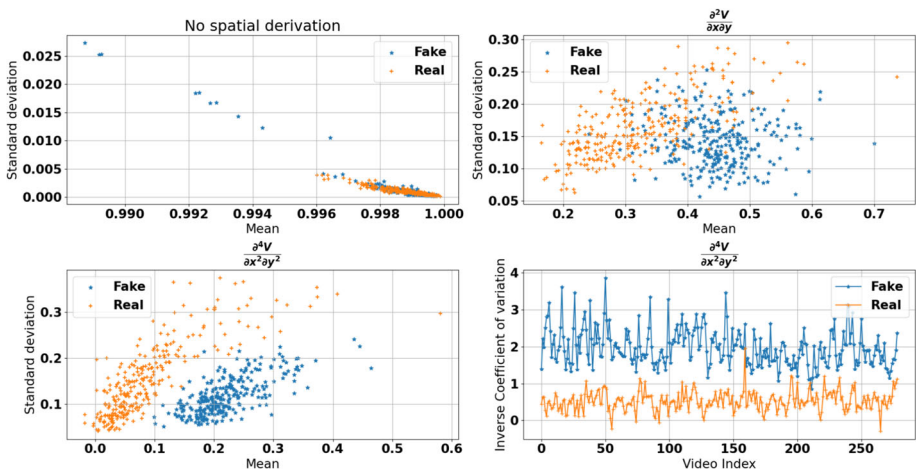 No spatial derivation
Standard deviation
0.025
0.020
0.015
0.010
0.005
0.000
Fake
Real
0.990 0.992 0.994 0.996 0.998 1.000
Mean
∂²V
∂x∂y
Standard deviation
0.30
0.25
0.20
0.15
0.10
0.05
Fake
Real
0.2 0.3 0.4 0.5 0.6 0.7
Mean
∂⁴V
∂x²∂y²
Standard deviation
0.3
0.2
0.1
Fake
Real
0.0 0.1 0.2 0.3 0.4 0.5 0.6
Mean
∂⁴V
∂x²∂y²
Inverse Coefficient of variation
4
3
2
1
0
Fake
Real
0 50 100 150 200 250
Video Index